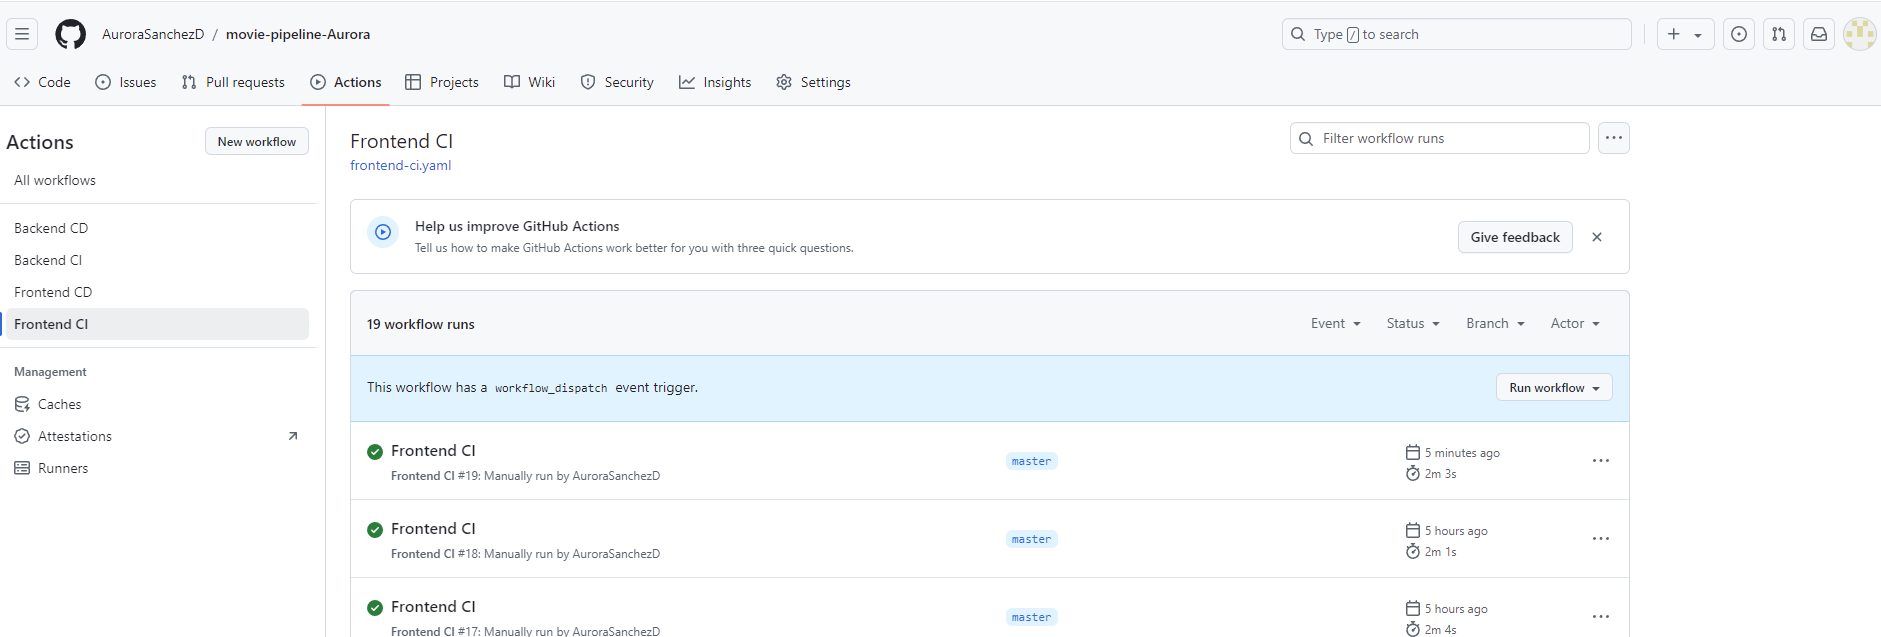 AuroraSanchezD / movie-pipeline-Aurora
Type / to search
Code
Issues
Pull requests
Actions
Projects
Wiki
Security
Insights
Settings
Actions
New workflow
All workflows
Backend CD
Backend CI
Frontend CD
Frontend CI
Management
Caches
Attestations
Runners
Frontend CI
frontend-ci.yaml
Filter workflow runs
Help us improve GitHub Actions
Tell us how to make GitHub Actions work better for you with three quick questions.
Give feedback
19 workflow runs
Event
Status
Branch
Actor
This workflow has a workflow_dispatch event trigger.
Run workflow
Frontend CI
Frontend CI #19: Manually run by AuroraSanchezD
master
5 minutes ago
2m 3s
Frontend CI
Frontend CI #18: Manually run by AuroraSanchezD
master
5 hours ago
2m 1s
Frontend CI
Frontend CI #17: Manually run by AuroraSanchezD
master
5 hours ago
2m 4s